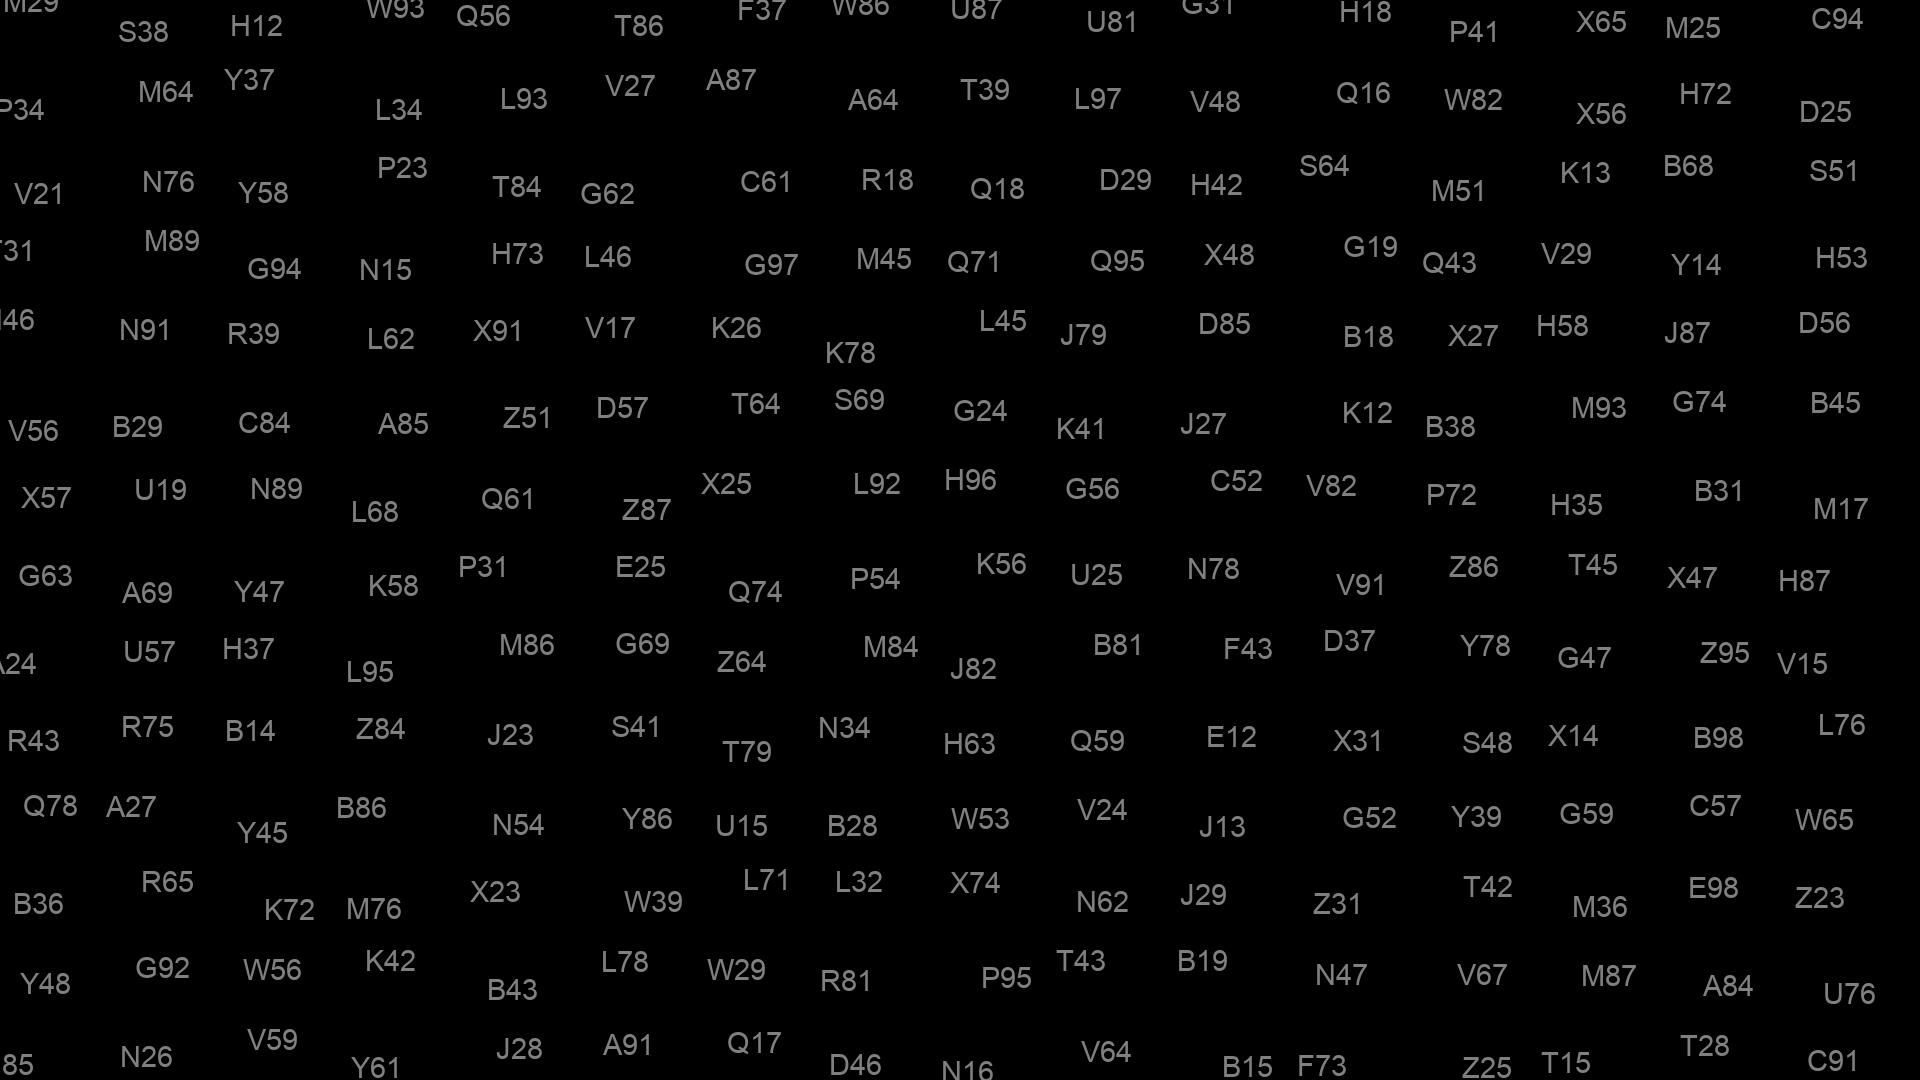 M29 S38 H12 W93 Q56 T86 F37 W86 U87 U81 G31 H18 P41 X65 M25 C94
P34 M64 Y37 L34 L93 V27 A87 A64 T39 L97 V48 Q16 W82 X56 H72 D25
V21 N76 Y58 P23 T84 G62 C61 R18 Q18 D29 H42 S64 M51 K13 B68 S51
31 M89 G94 N15 H73 L46 G97 M45 Q71 Q95 X48 G19 Q43 V29 Y14 H53
46 N91 R39 L62 X91 V17 K26 K78 L45 J79 D85 B18 X27 H58 J87 D56
V56 B29 C84 A85 Z51 D57 T64 S69 G24 K41 J27 K12 B38 M93 G74 B45
X57 U19 N89 L68 Q61 Z87 X25 L92 H96 G56 C52 V82 P72 H35 B31 M17
G63 A69 Y47 K58 P31 E25 Q74 P54 K56 U25 N78 V91 Z86 T45 X47 H87
A24 U57 H37 L95 M86 G69 Z64 M84 J82 B81 F43 D37 Y78 G47 Z95 V15
R43 R75 B14 Z84 J23 S41 T79 N34 H63 Q59 E12 X31 S48 X14 B98 L76
Q78 A27 Y45 B86 N54 Y86 U15 B28 W53 V24 J13 G52 Y39 G59 C57 W65
B36 R65 K72 M76 X23 W39 L71 L32 X74 N62 J29 Z31 T42 M36 E98 Z23
Y48 G92 W56 K42 B43 L78 W29 R81 P95 T43 B19 N47 V67 M87 A84 U76
85 N26 V59 Y61 J28 A91 Q17 D46 N16 V64 B15 F73 Z25 T15 T28 C91